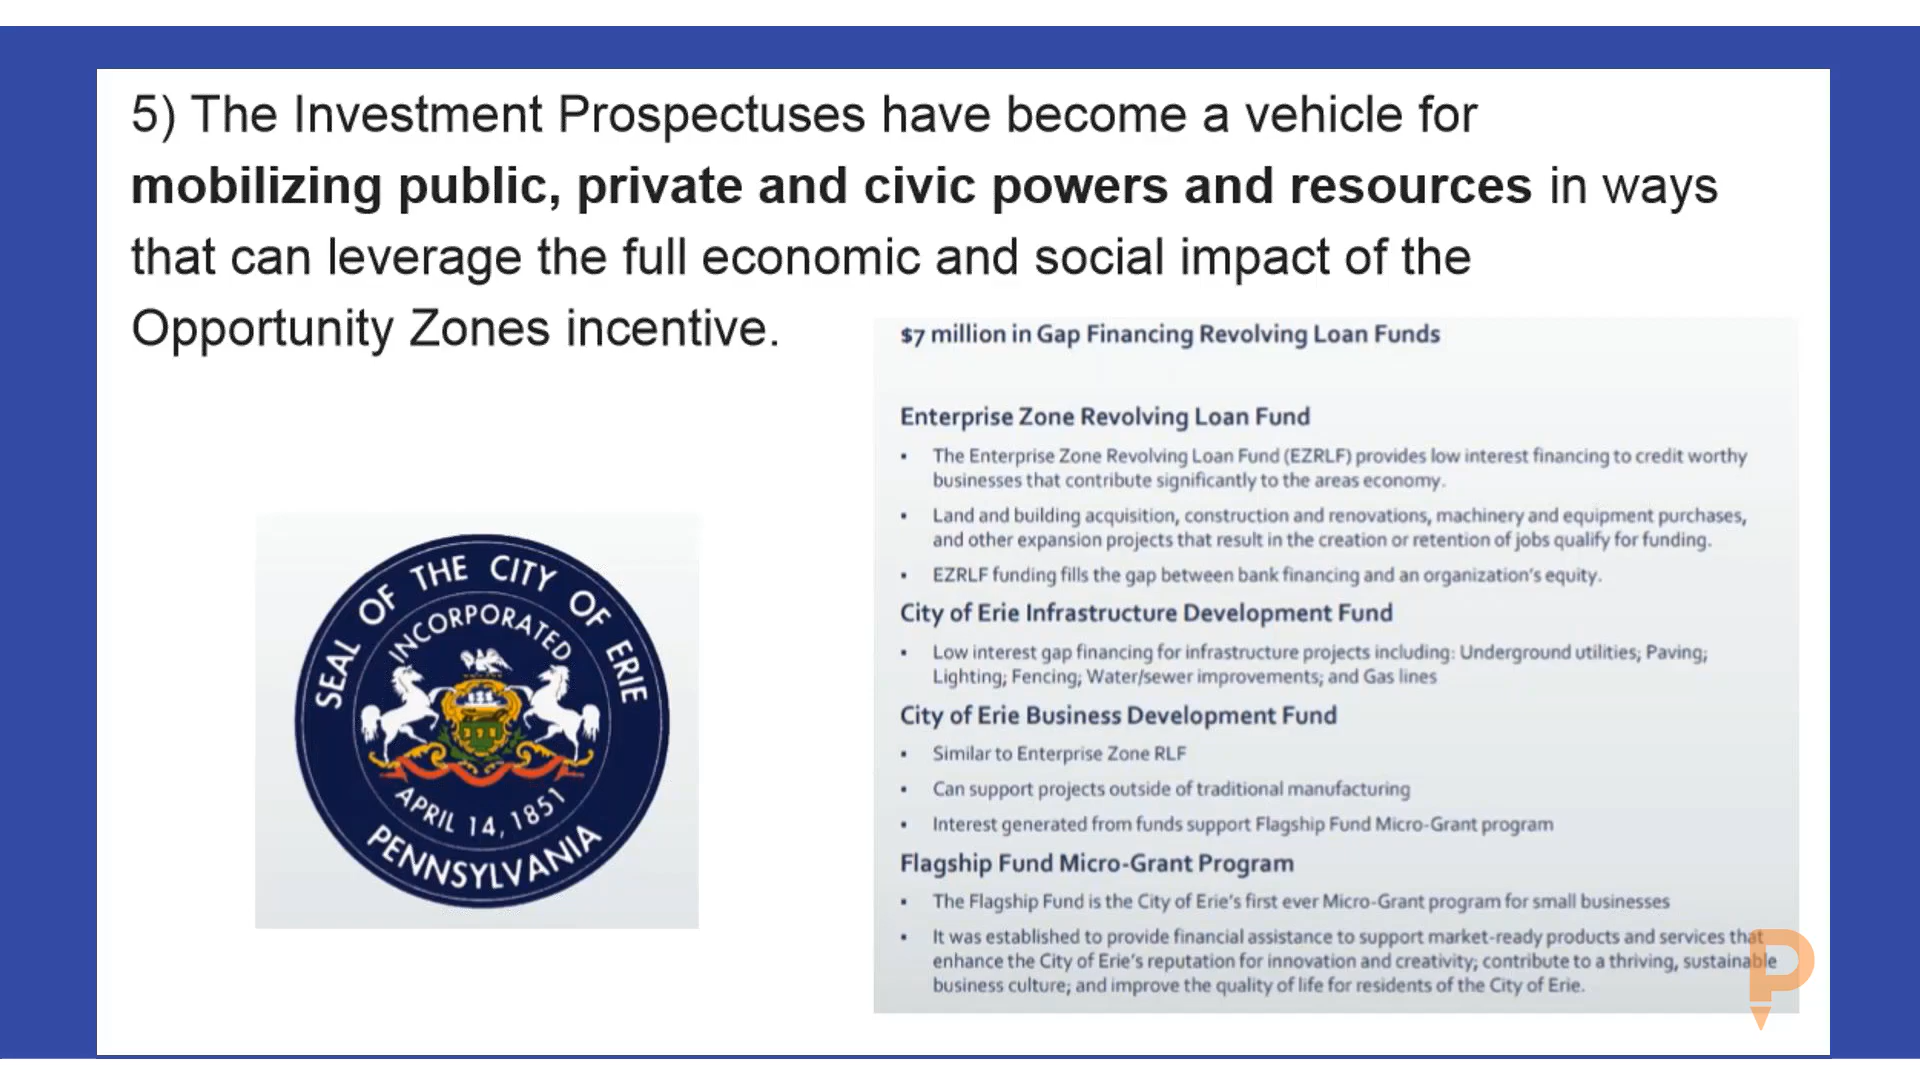 5) The Investment Prospectuses have become a vehicle for
mobilizing public, private and civic powers and resources in ways
that can leverage the full economic and social impact of the
Opportunity Zones incentive.
$7 million in Gap Financing Revolving Loan Funds
Enterprise Zone Revolving Loan Fund
▪ The Enterprise Zone Revolving Loan Fund (EZRLF) provides low interest financing to credit worthy
businesses that contribute significantly to the areas economy.
▪ Land and building acquisition, construction and renovations, machinery and equipment purchases,
and other expansion projects that result in the creation or retention of jobs qualify for funding.
▪ EZRLF funding fills the gap between bank financing and an organization's equity.
City of Erie Infrastructure Development Fund
▪ Low interest gap financing for infrastructure projects including: Underground utilities; Paving;
Lighting; Fencing; Water/sewer improvements; and Gas lines
City of Erie Business Development Fund
▪ Similar to Enterprise Zone RLF
▪ Can support projects outside of traditional manufacturing
▪ Interest generated from funds support Flagship Fund Micro-Grant program
Flagship Fund Micro-Grant Program
▪ The Flagship Fund is the City of Erie's first ever Micro-Grant program for small businesses
▪ It was established to provide financial assistance to support market-ready products and services that
enhance the City of Erie's reputation for innovation and creativity; contribute to a thriving, sustainable
business culture; and improve the quality of life for residents of the City of Erie.
SEAL OF THE CITY OF ERIE
INCORPORATED
APRIL 14, 1851
PENNSYLVANIA
P